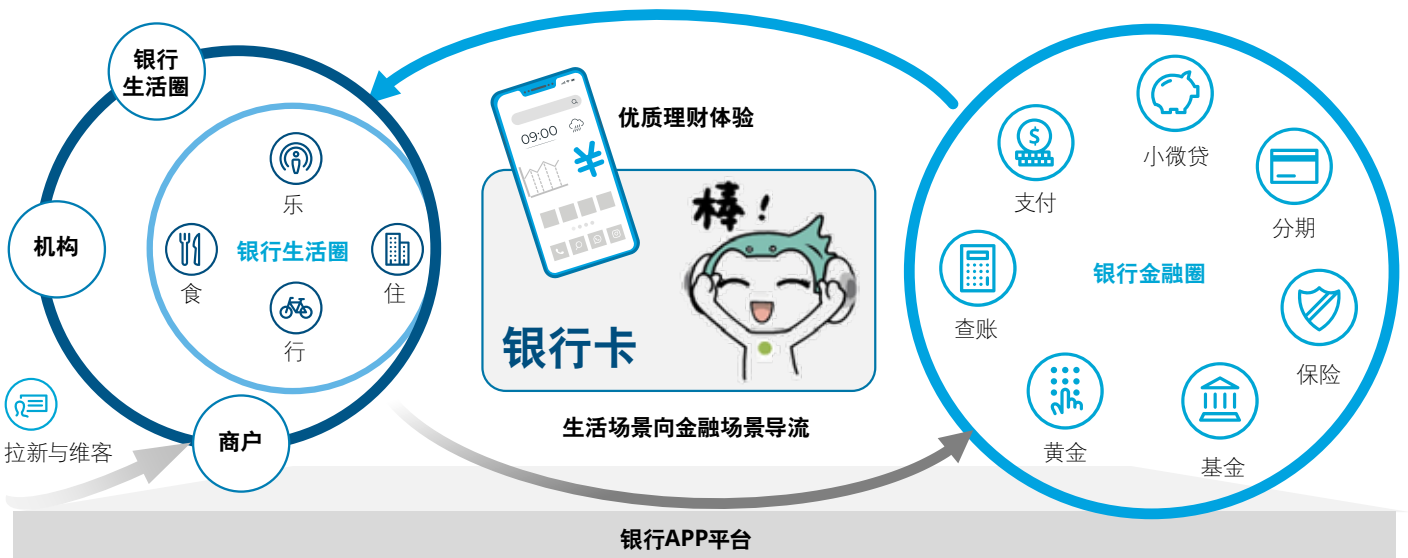 银行
生活圈
机构
商户
乐
食
银行生活圈
住
行
拉新与维客
09:00
¥
优质理财体验
棒！
银行卡
生活场景向金融场景导流
$
支付
小微贷
分期
查账
银行金融圈
保险
黄金
基金
银行APP平台